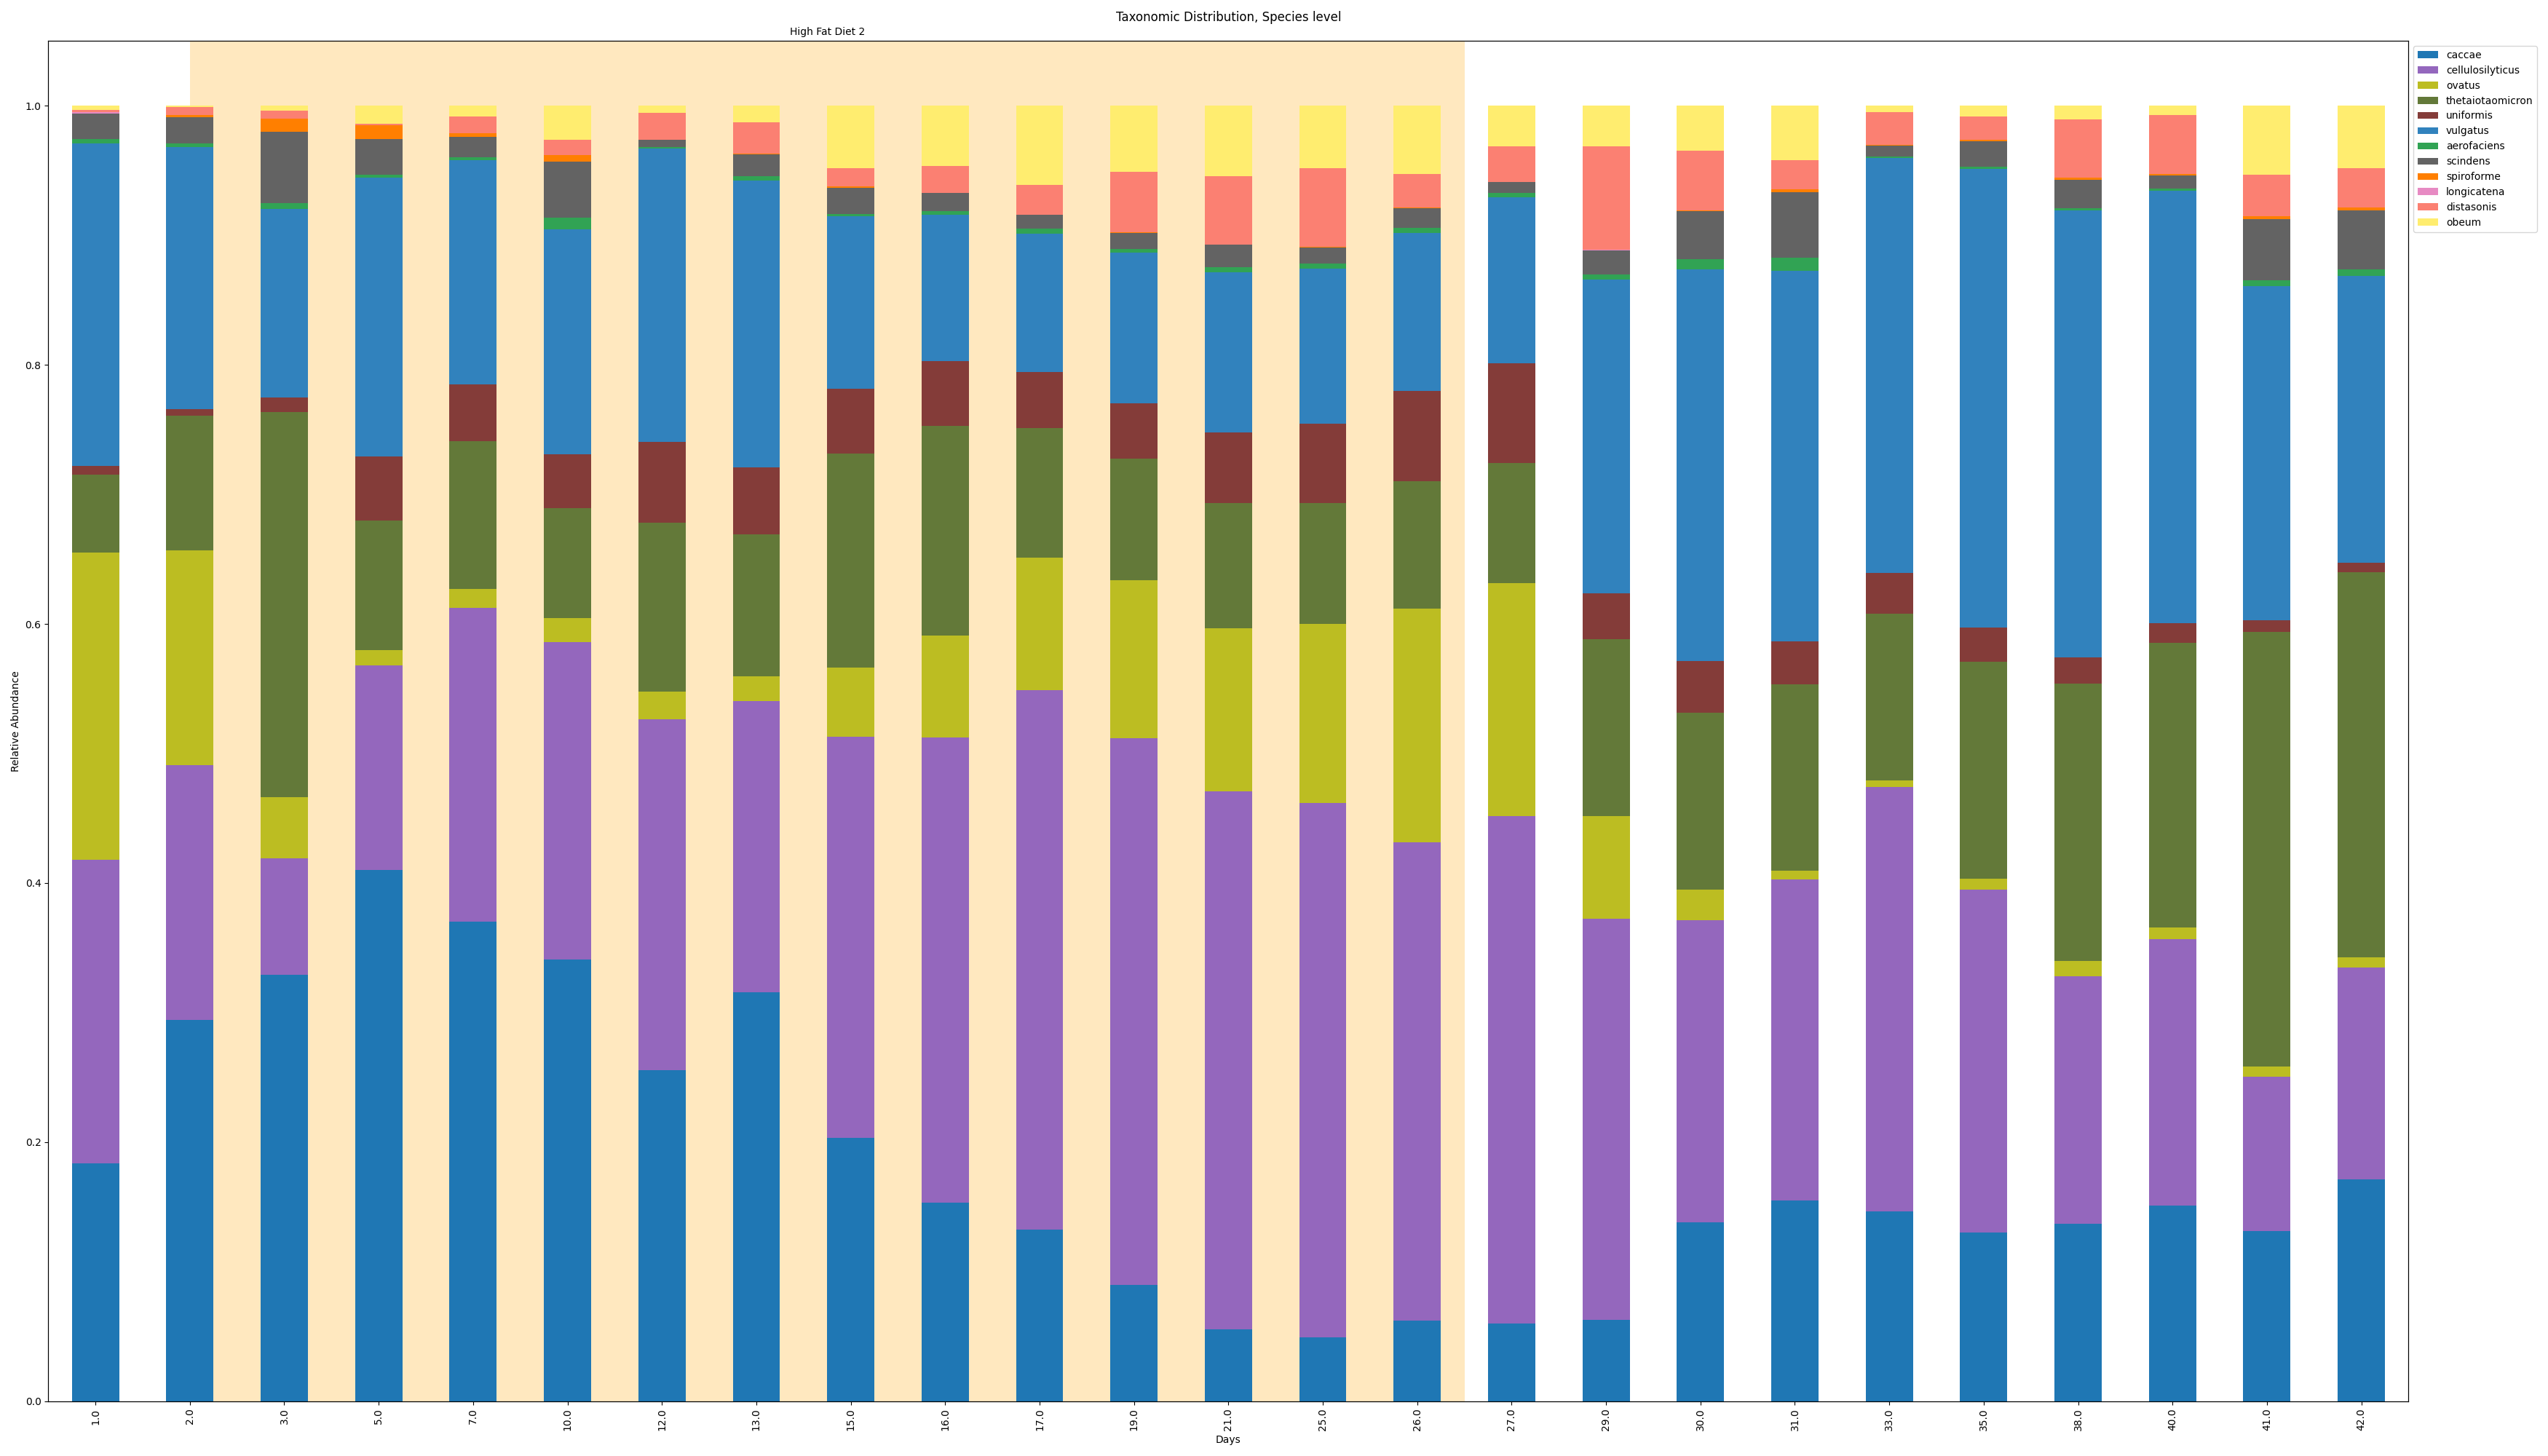 Taxonomic Distribution, Species level
High Fat Diet 2
caccae
cellulosilyticus
ovatus
thetaiotaomicron
uniformis
vulgatus
aerofaciens
scindens
spiroforme
longicatena
distasonis
obeum
1.0
0.8
0.6
0.4
0.2
0.0
Relative Abundance
1.0
2.0
3.0
5.0
7.0
10.0
12.0
13.0
15.0
16.0
17.0
19.0
21.0
25.0
26.0
27.0
29.0
30.0
31.0
33.0
35.0
38.0
40.0
41.0
42.0
Days